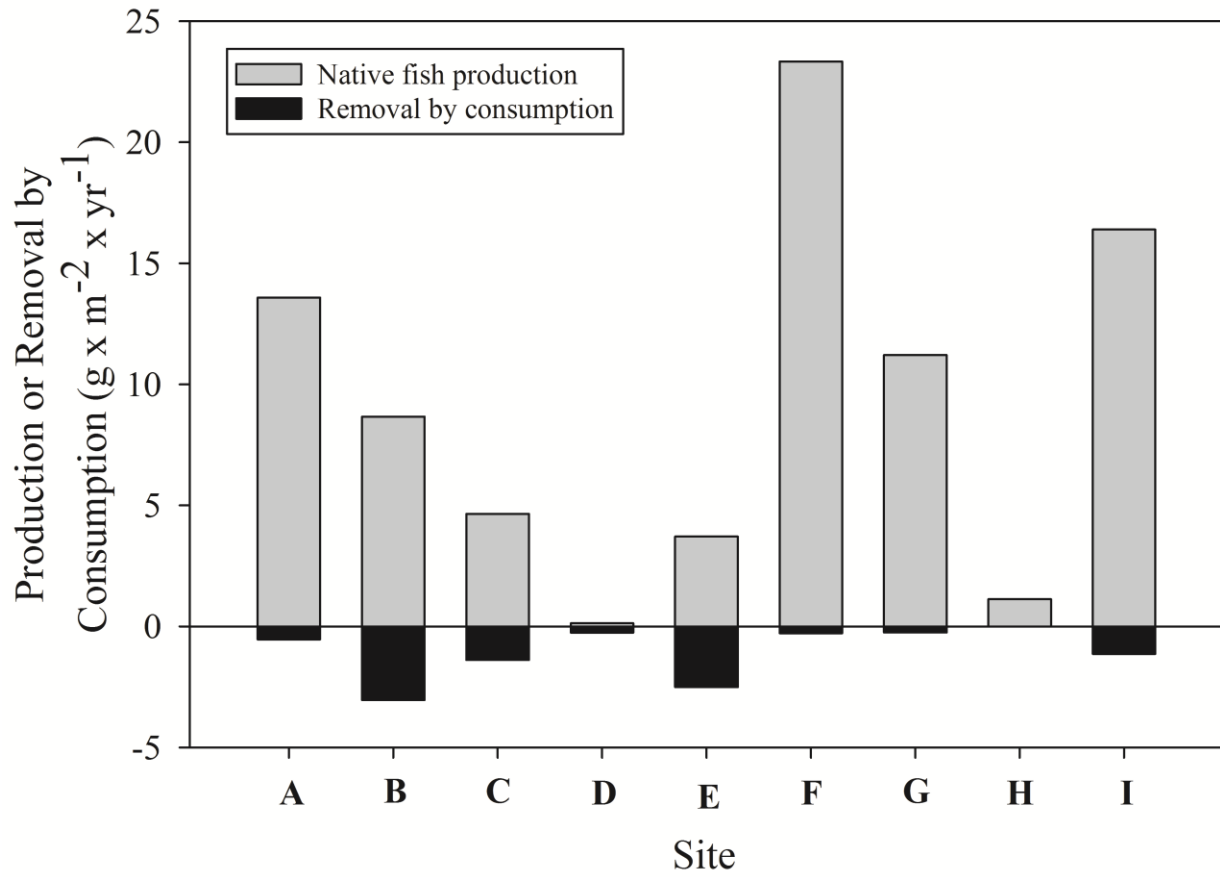 25
20
15
10
5
0
-5
Production or Removal by
Consumption (g x m⁻² x yr⁻¹)
Native fish production
Removal by consumption
A B C D E F G H I
Site